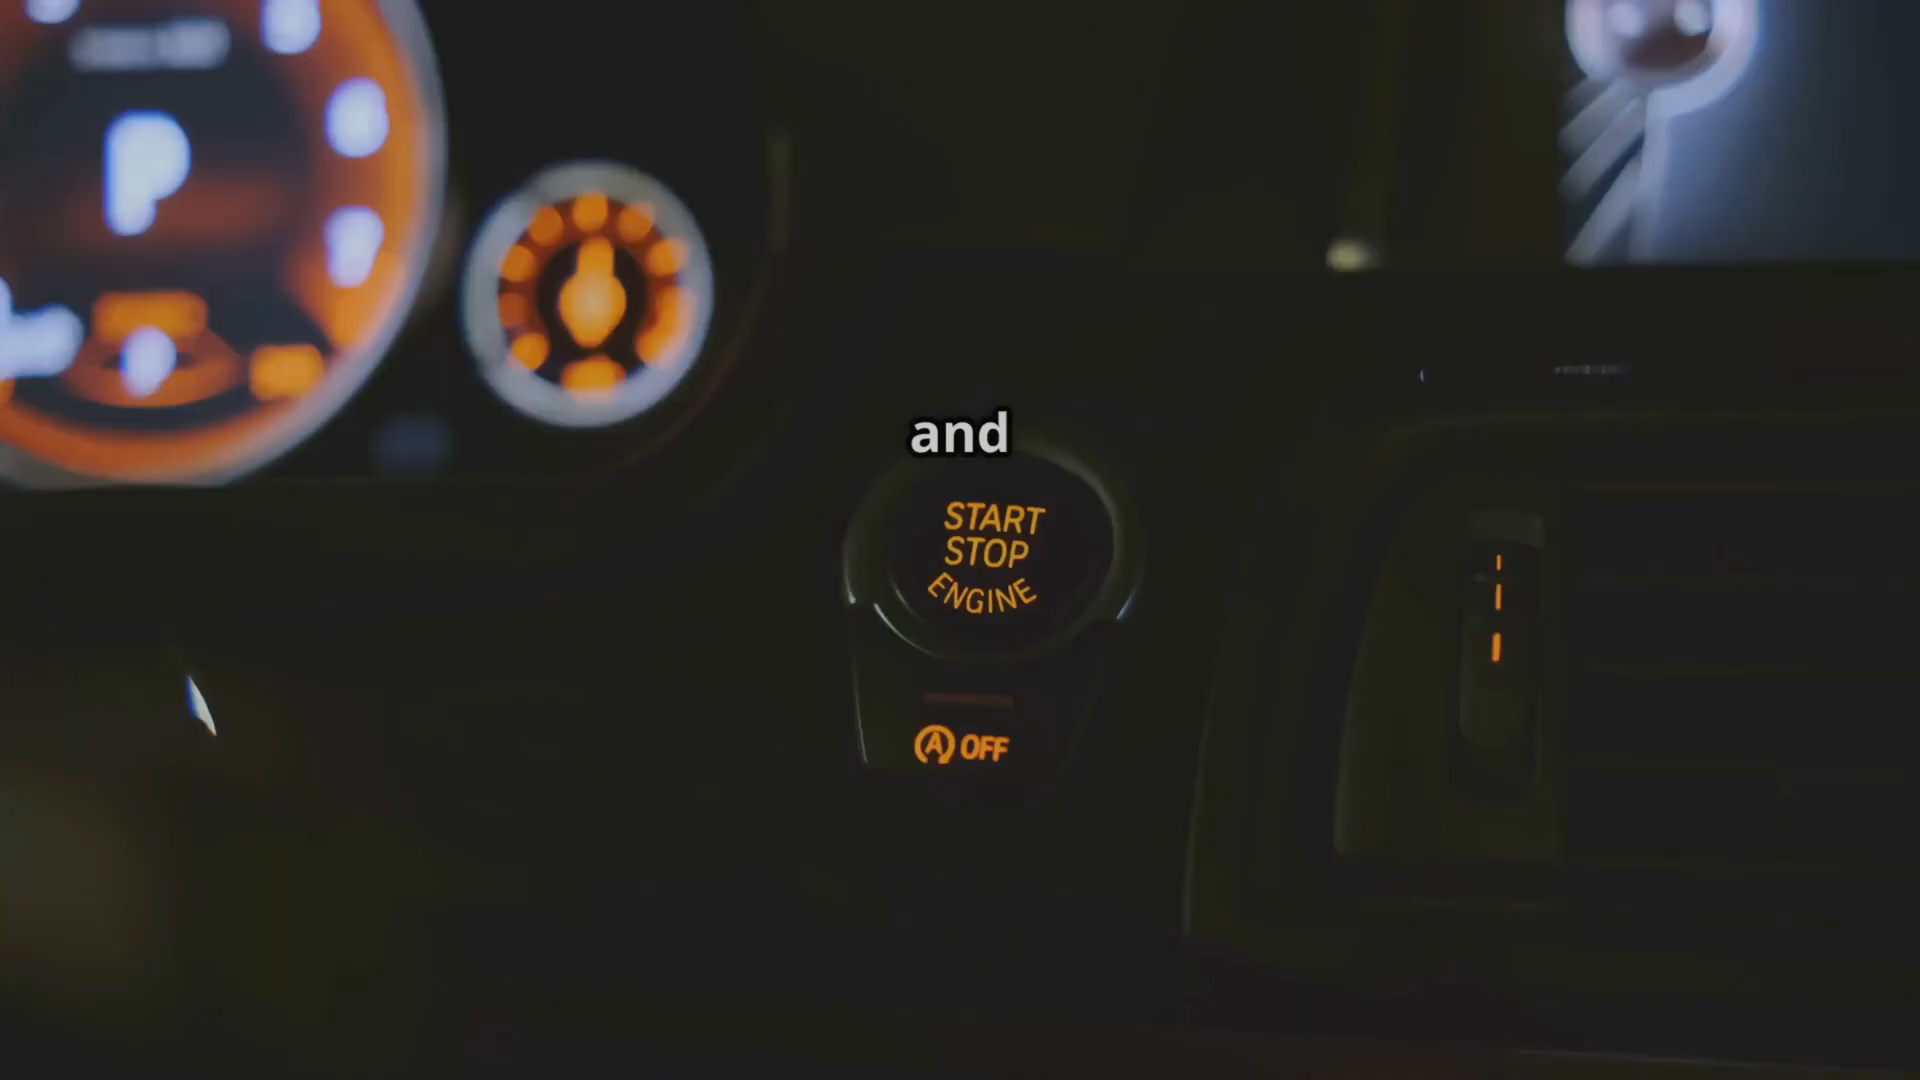 P
and
START
STOP
ENGINE
A OFF